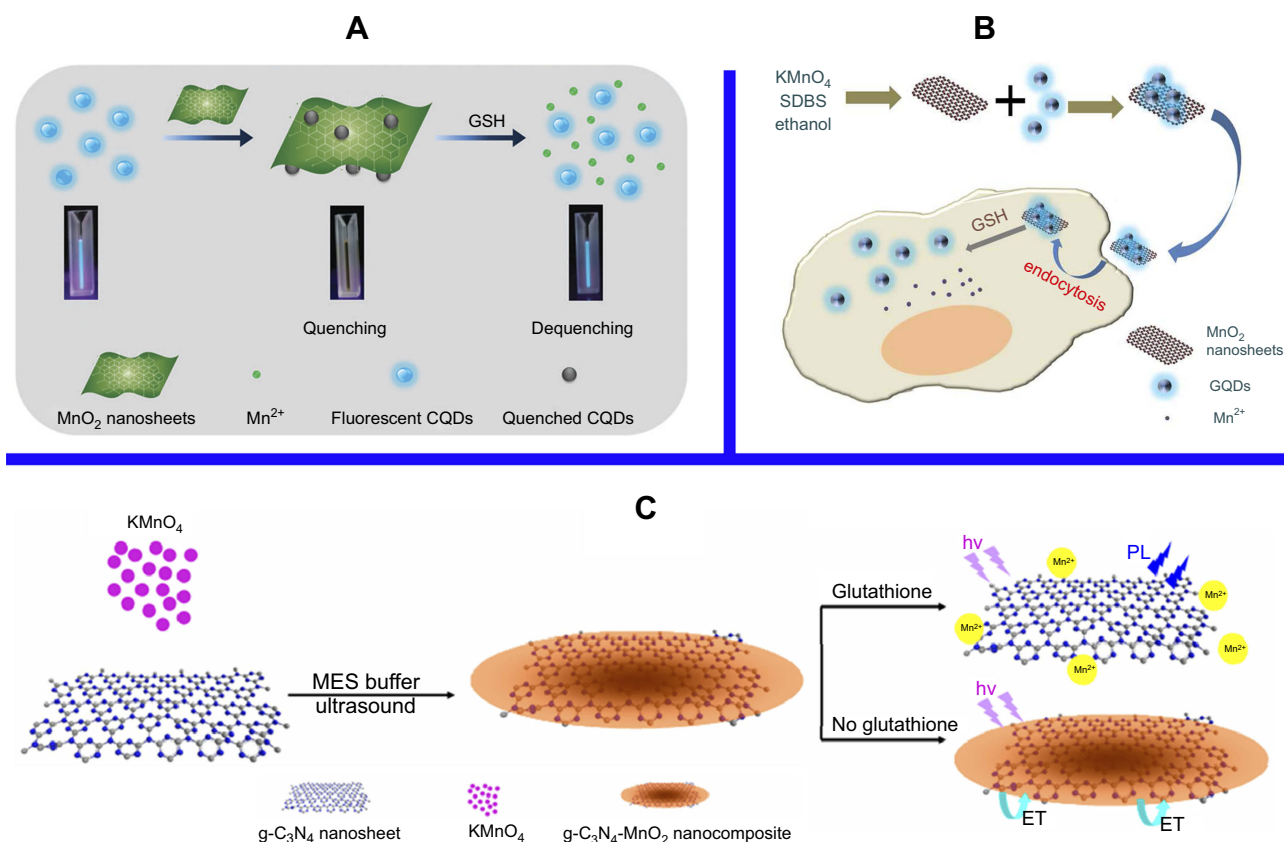 A
GSH
Quenching
Dequenching
MnO₂ nanosheets
Mn²⁺
Fluorescent CQDs
Quenched CQDs
B
KMnO₄
SDBS
ethanol
+
GSH
endocytosis
MnO₂
nanosheets
GQDs
Mn²⁺
C
KMnO₄
MES buffer
ultrasound
Glutathione
No glutathione
hv
PL
Mn²⁺
Mn²⁺
Mn²⁺
Mn²⁺
Mn²⁺
hv
ET
ET
g-C₃N₄ nanosheet
KMnO₄
g-C₃N₄-MnO₂ nanocomposite